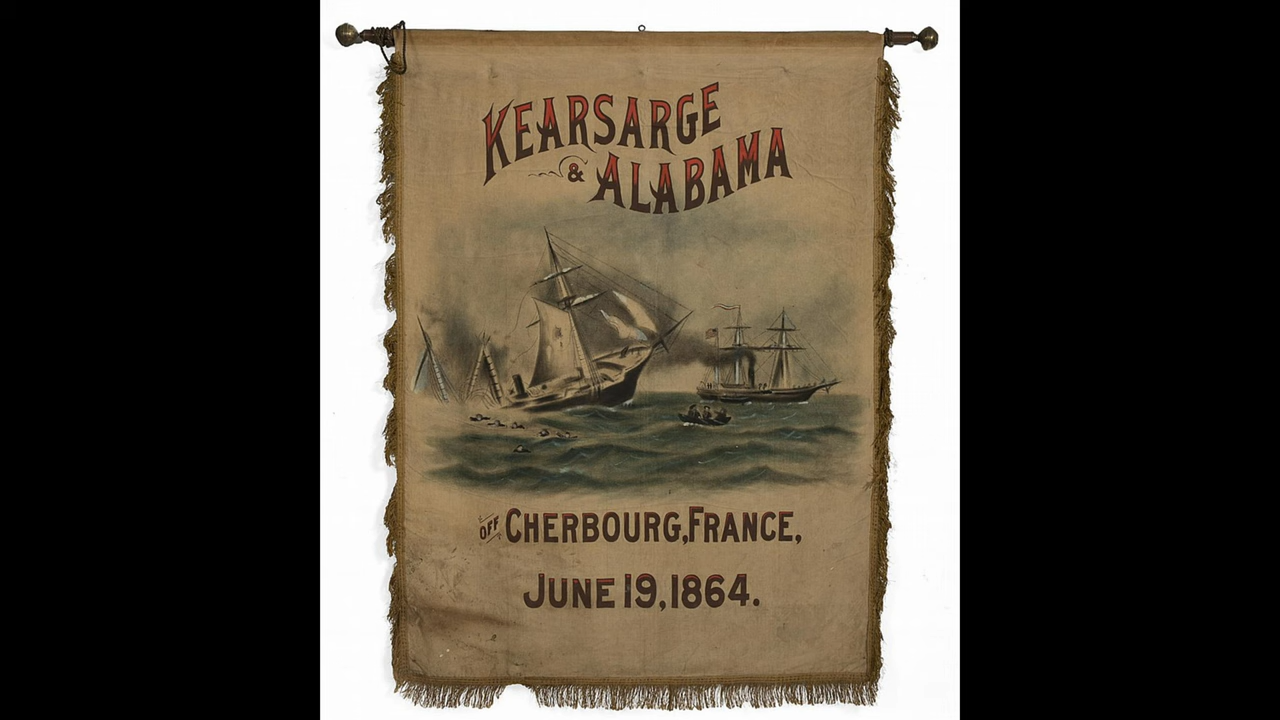 KEARSARGE
& ALABAMA
OFF CHERBOURG, FRANCE,
JUNE 19, 1864.